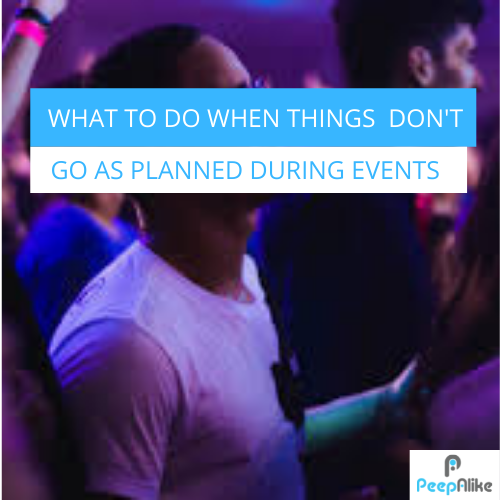 WHAT TO DO WHEN THINGS DON'T
GO AS PLANNED DURING EVENTS
PeepAlike